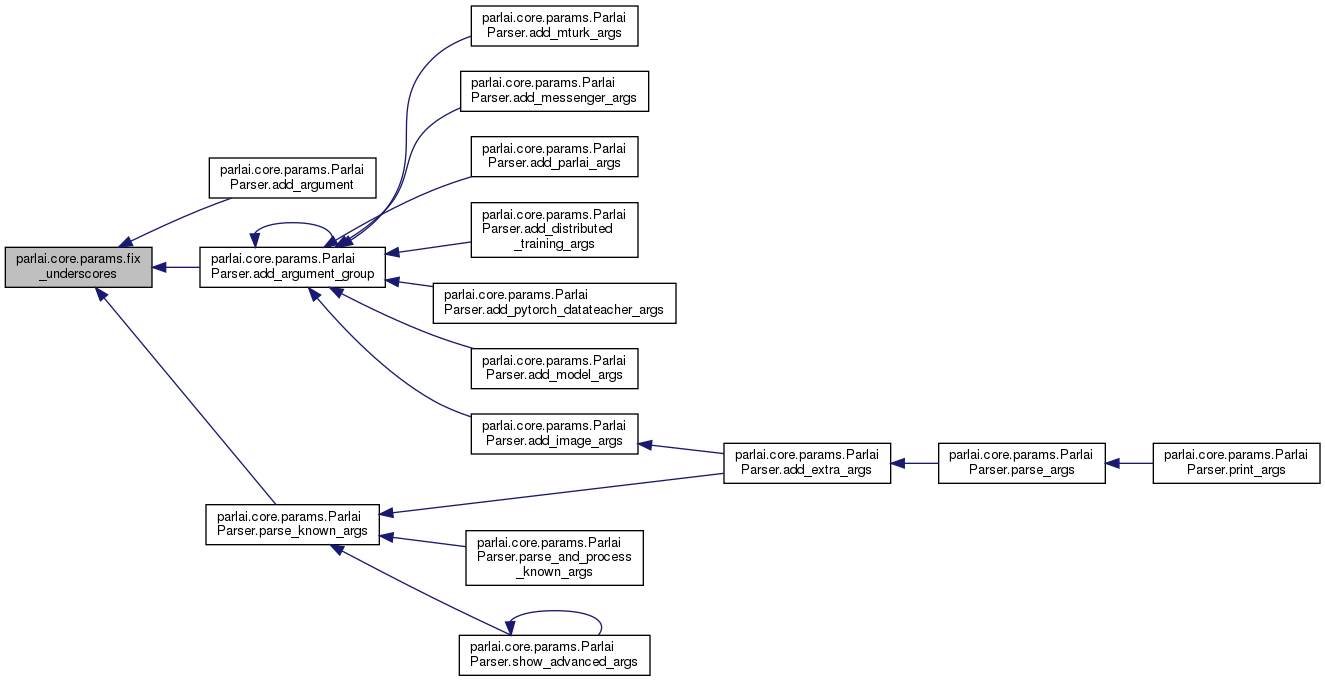 parlai.core.params.Parlai
Parser.add_mturk_args
parlai.core.params.Parlai
Parser.add_messenger_args
parlai.core.params.Parlai
Parser.add_parlai_args
parlai.core.params.Parlai
Parser.add_argument
parlai.core.params.Parlai
Parser.add_distributed
_training_args
parlai.core.params.fix
_underscores
parlai.core.params.Parlai
Parser.add_argument_group
parlai.core.params.Parlai
Parser.add_pytorch_datateacher_args
parlai.core.params.Parlai
Parser.add_model_args
parlai.core.params.Parlai
Parser.add_image_args
parlai.core.params.Parlai
Parser.add_extra_args
parlai.core.params.Parlai
Parser.parse_args
parlai.core.params.Parlai
Parser.print_args
parlai.core.params.Parlai
Parser.parse_known_args
parlai.core.params.Parlai
Parser.parse_and_process
_known_args
parlai.core.params.Parlai
Parser.show_advanced_args